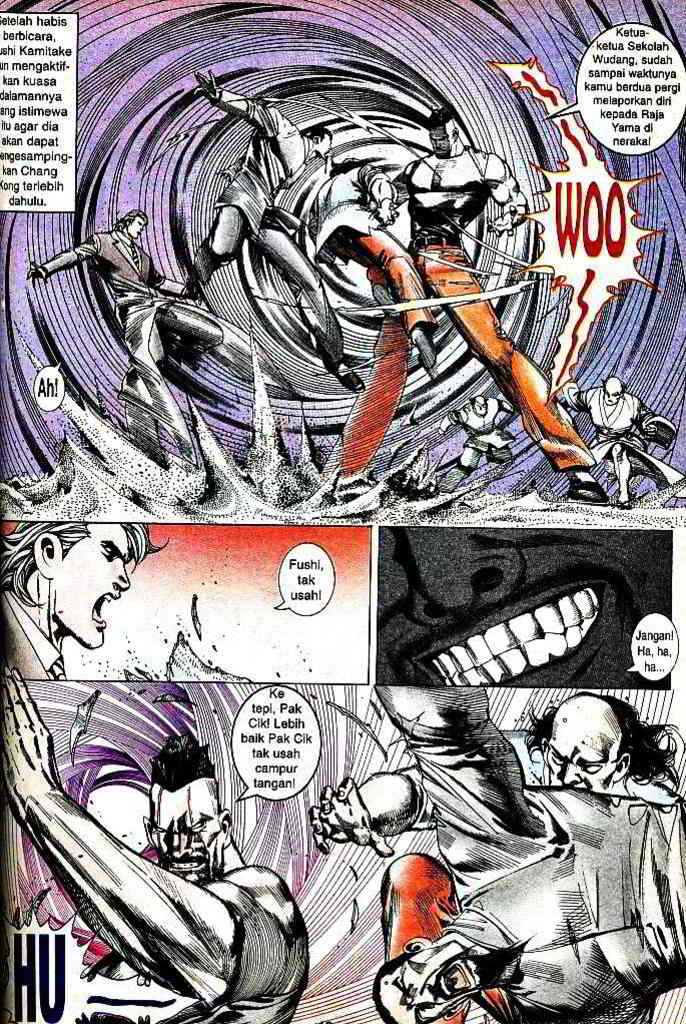 Setelah habis
berbicara,
ushi Kamitake
un mengaktif-
kan kuasa
dalamannya
ang istimewa
itu agar dia
akan dapat
engesamping-
kan Chang
Kong terlebih
dahulu.
Ketua-
ketua Sekolah
Wudang, sudah
sampai waktunya
kamu berdua pergi
melaporkan diri
kepada Raja
Yama di
neraka!
WOO
Ah!
Fushi,
tak
usah!
Jangan!
Ha, ha,
ha...
Ke
tepi, Pak
Cik! Lebih
baik Pak Cik
tak usah
campur
tangan!
HU